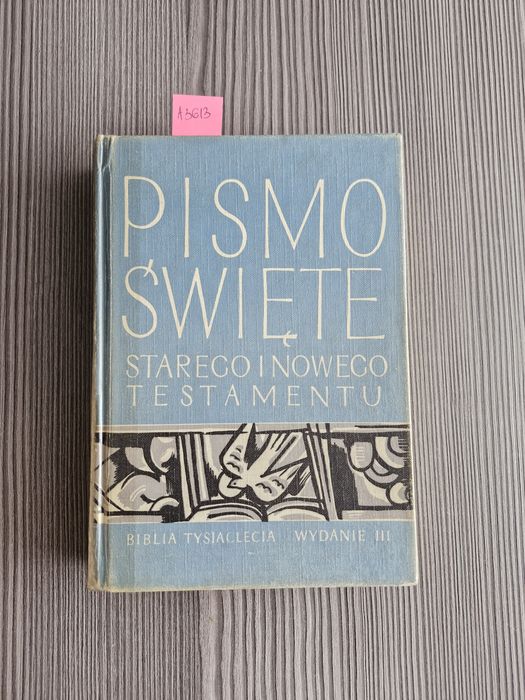 A3613
PISMO
ŚWIĘTE
STAREGO I NOWEGO
TESTAMENTU
BIBLIA TYSIĄCLECIA WYDANIE III